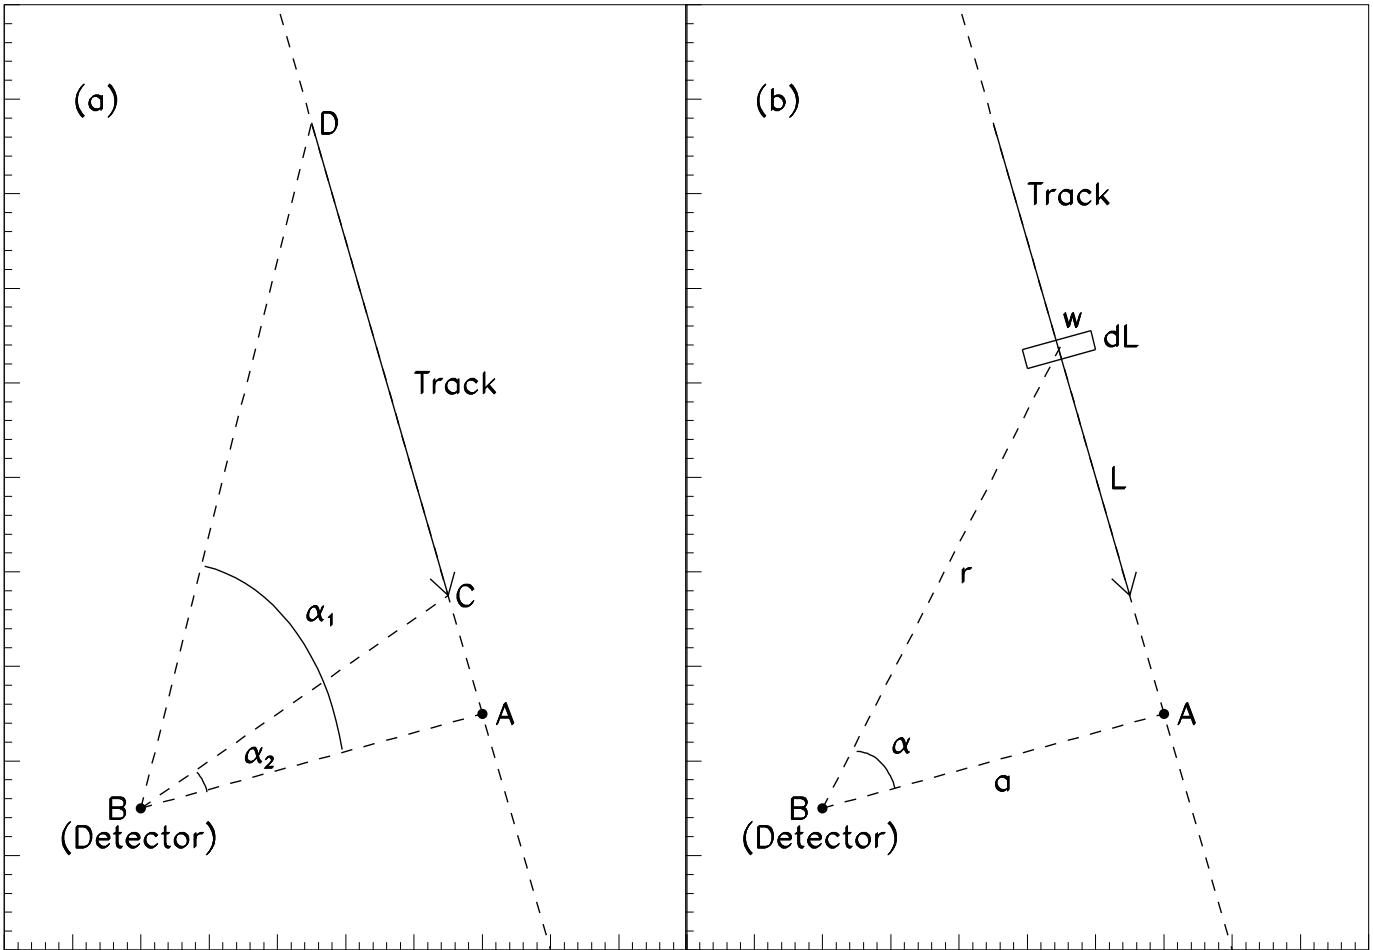 (a)
D
Track
C
α₁
A
α₂
B
(Detector)
(b)
Track
w
dL
L
r
A
α
a
B
(Detector)